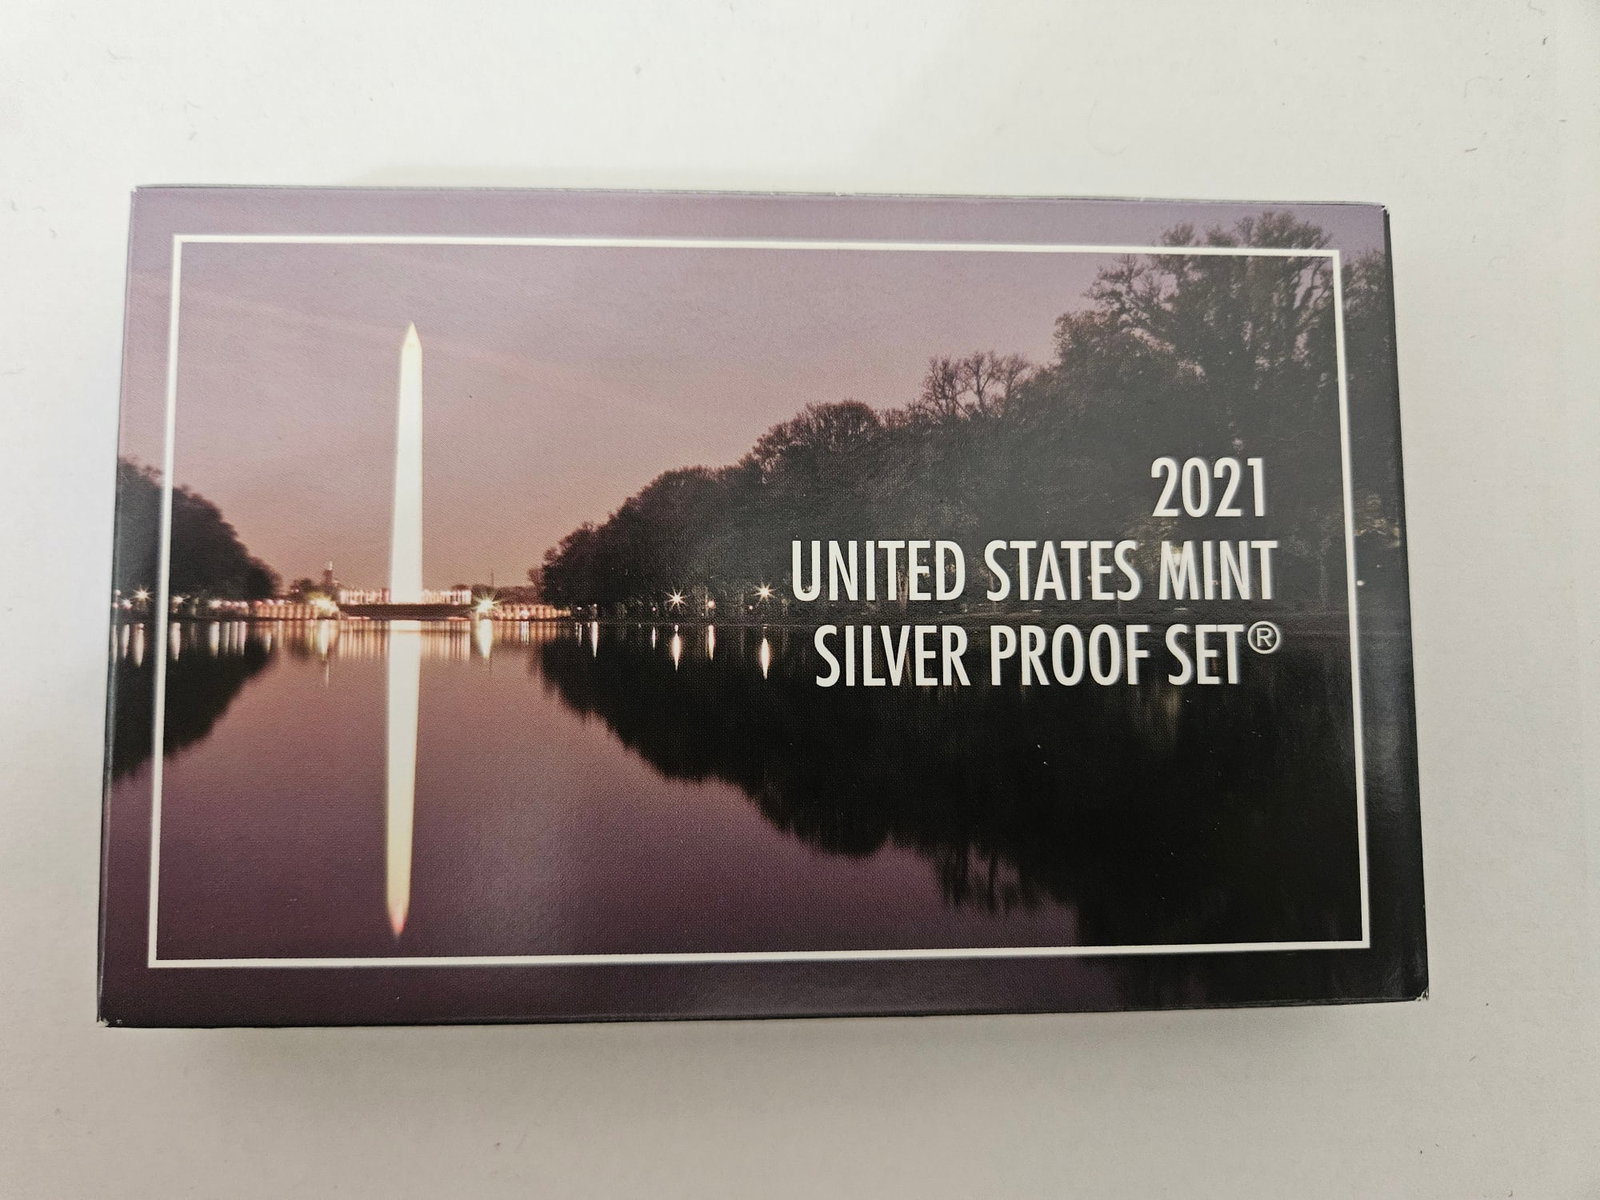 2021
UNITED STATES MINT
SILVER PROOF SET®